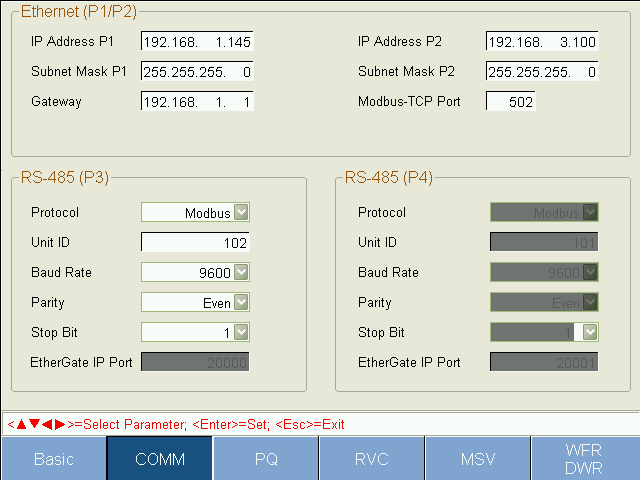 Ethernet (P1/P2)
IP Address P1 192.168. 1.145 IP Address P2 192.168. 3.100
Subnet Mask P1 255.255.255. 0 Subnet Mask P2 255.255.255. 0
Gateway 192.168. 1. 1 Modbus-TCP Port 502
RS-485 (P3)
Protocol Modbus
Unit ID 102
Baud Rate 9600
Parity Even
Stop Bit 1
EtherGate IP Port 20000
RS-485 (P4)
Protocol Modbus
Unit ID 101
Baud Rate 9600
Parity Even
Stop Bit 1
EtherGate IP Port 20001
<▲▼◀▶>=Select Parameter; <Enter>=Set; <Esc>=Exit
Basic COMM PQ RVC MSV WFR
DWR